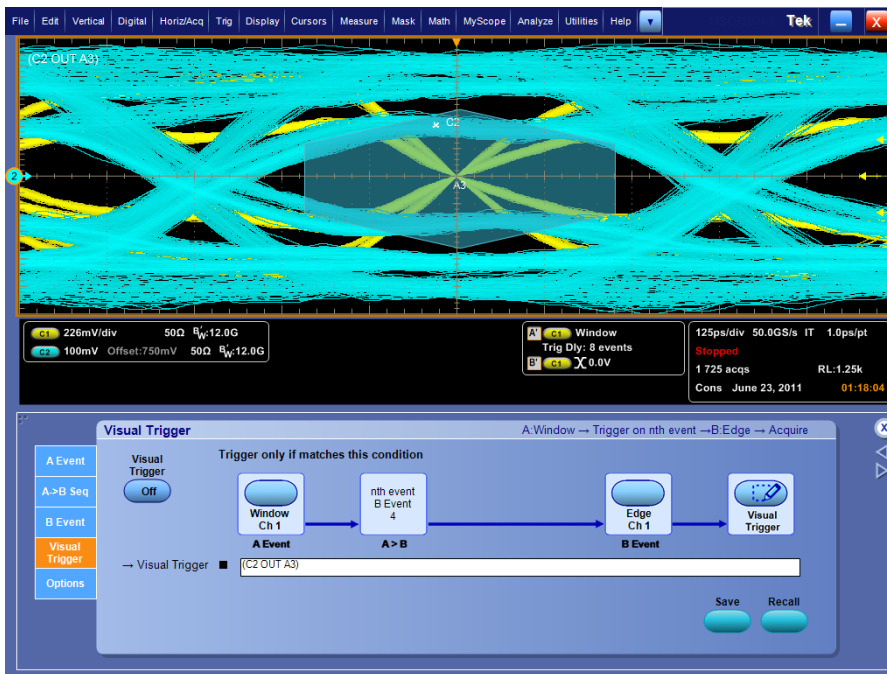 File Edit Vertical Digital Horiz/Acq Trig Display Cursors Measure Mask Math MyScope Analyze Utilities Help Tek X
(C2 OUT A3)
C2
A3
2
C1 226mV/div 50Ω BW:12.0G
C2 100mV Offset:750mV 50Ω BW:12.0G
A' C1 Window
Trig Dly: 8 events
B' C1 0.0V
125ps/div 50.0GS/s IT 1.0ps/pt
Stopped
1 725 acqs RL:1.25k
Cons June 23, 2011 01:18:04
Visual Trigger A:Window → Trigger on nth event →B:Edge → Acquire
X
A Event
A->B Seq
B Event
Visual
Trigger
Options
Visual
Trigger
Off
Trigger only if matches this condition
Window
Ch 1
A Event
nth event
B Event
4
A > B
Edge
Ch 1
B Event
Visual
Trigger
→ Visual Trigger (C2 OUT A3)
Save Recall